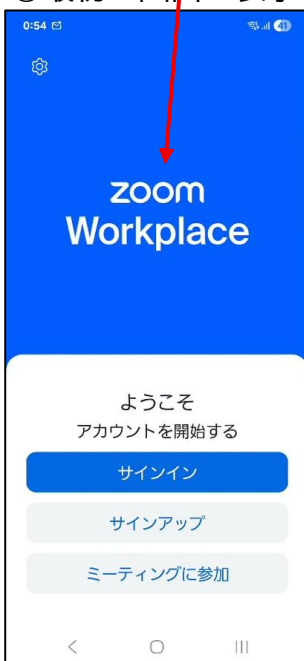 0:54
41
zoom
Workplace
ようこそ
アカウントを開始する
サインイン
サインアップ
ミーティングに参加